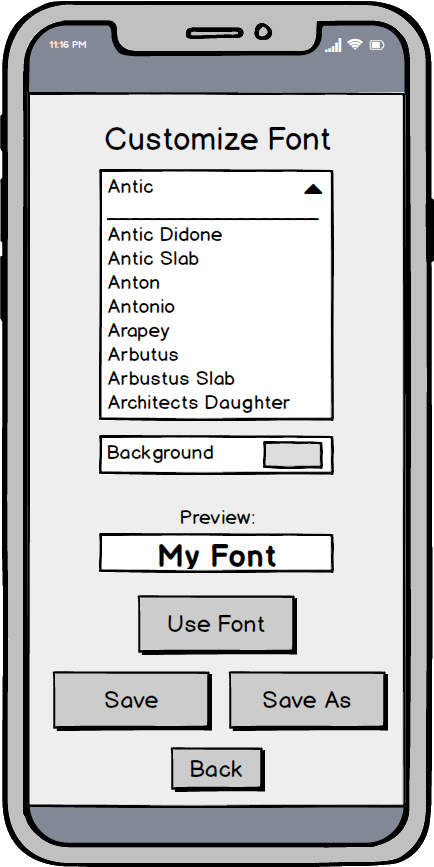 11:16 PM
Customize Font
Antic
Antic Didone
Antic Slab
Anton
Antonio
Arapey
Arbutus
Arbustus Slab
Architects Daughter
Background
Preview:
My Font
Use Font
Save
Save As
Back